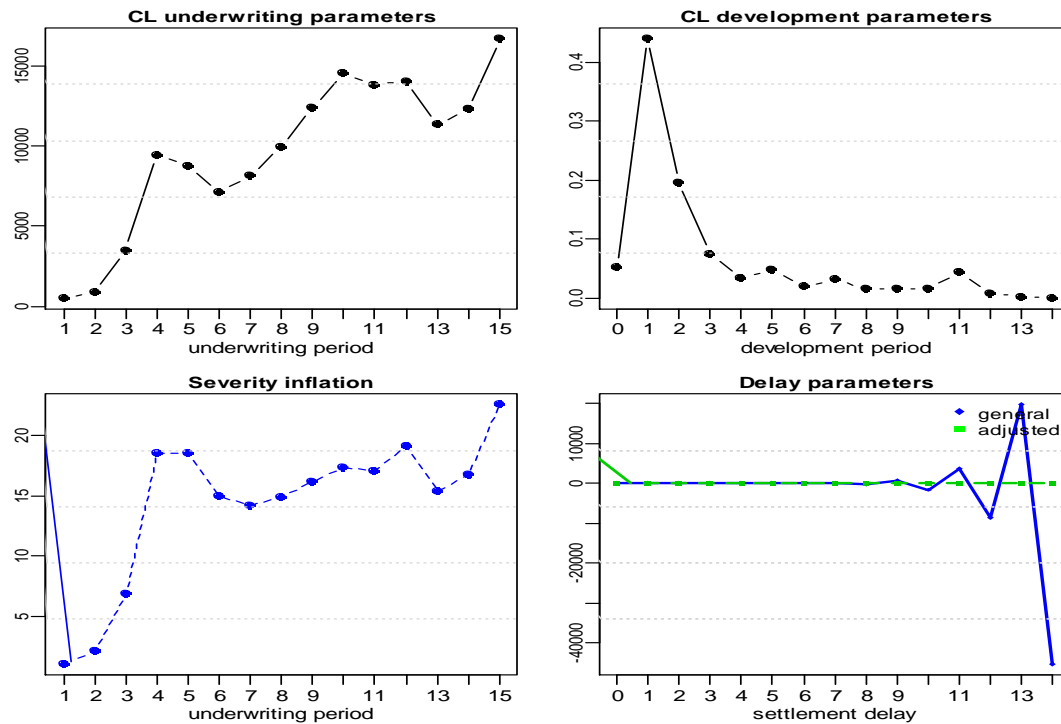 CL underwriting parameters
15000
10000
5000
0
1 2 3 4 5 6 7 8 9 11 13 15
underwriting period
CL development parameters
0.4
0.3
0.2
0.1
0.0
0 1 2 3 4 5 6 7 8 9 11 13
development period
Severity inflation
20
15
10
5
1 2 3 4 5 6 7 8 9 11 13 15
underwriting period
Delay parameters
general
adjusted
10000
0
-20000
-40000
0 1 2 3 4 5 6 7 8 9 11 13
settlement delay